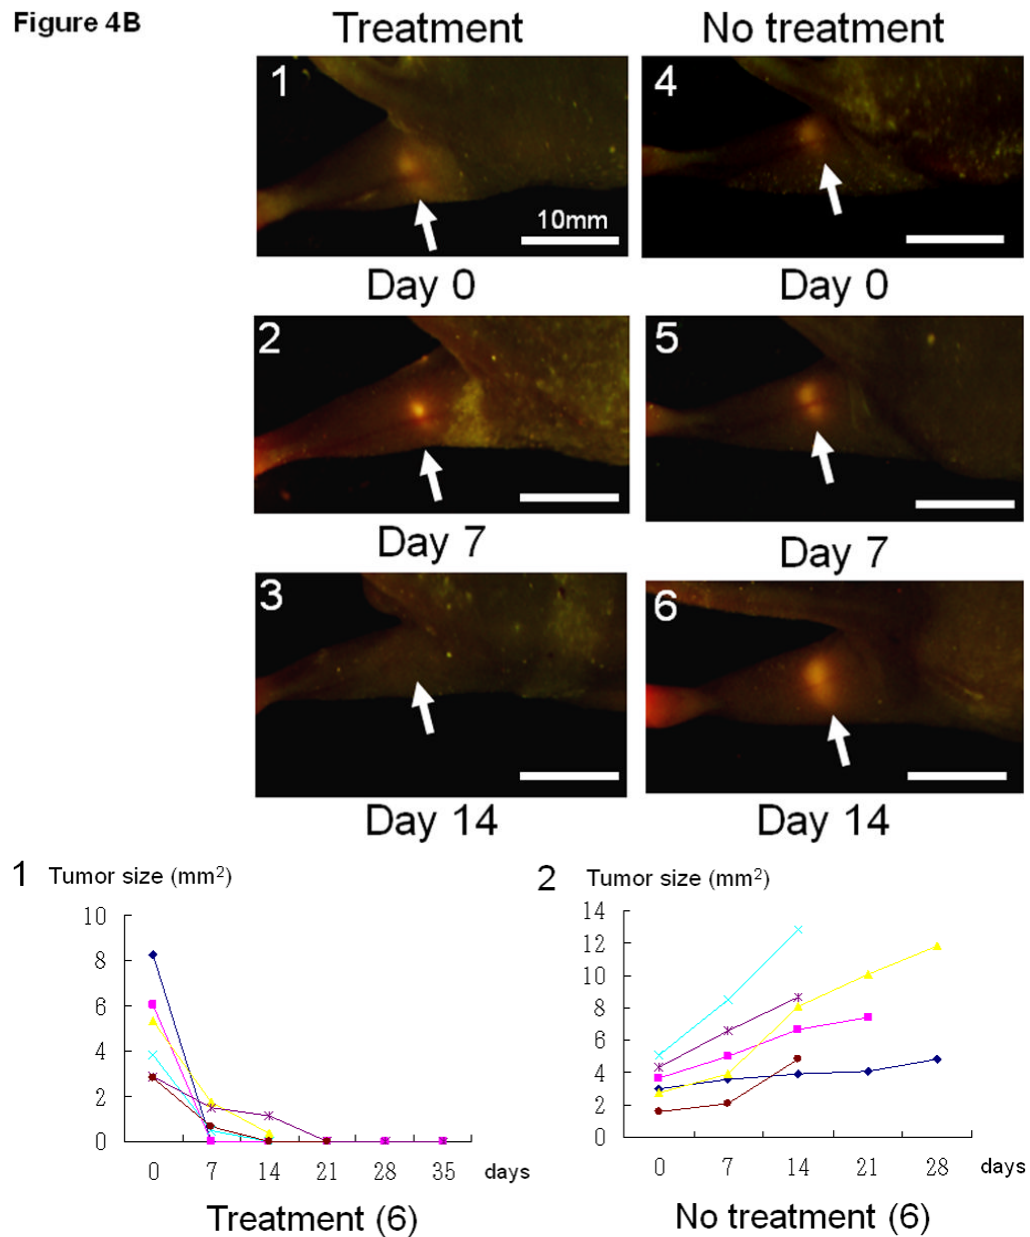 Figure 4B
Treatment
No treatment
1
4
10mm
Day 0
Day 0
2
5
Day 7
Day 7
3
6
Day 14
Day 14
1 Tumor size (mm²)
10
8
6
4
2
0
0 7 14 21 28 35 days
Treatment (6)
2 Tumor size (mm²)
14
12
10
8
6
4
2
0
0 7 14 21 28 days
No treatment (6)